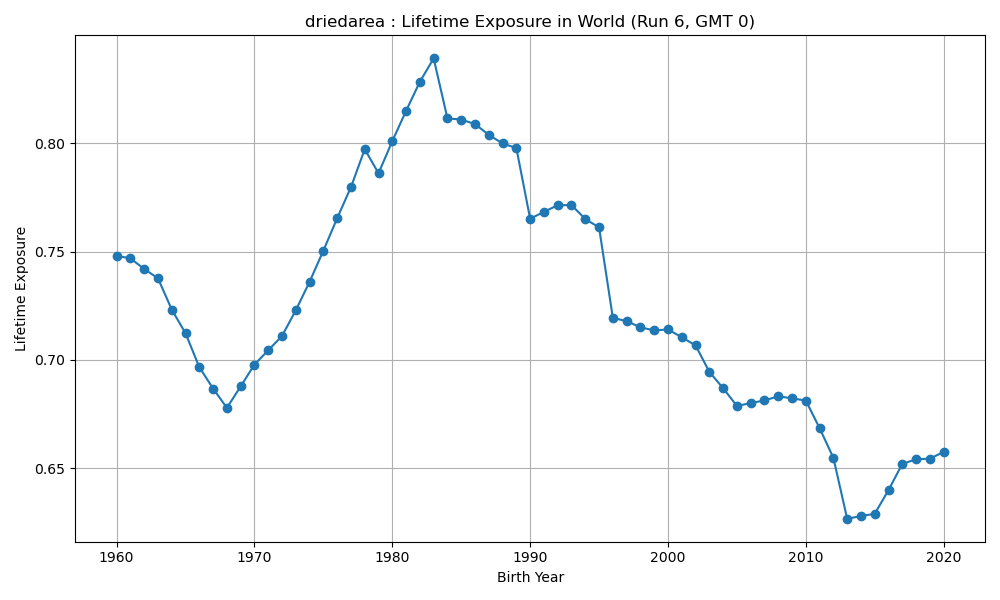 driedarea : Lifetime Exposure in World (Run 6, GMT 0)
Lifetime Exposure
0.80
0.75
0.70
0.65
1960 1970 1980 1990 2000 2010 2020
Birth Year